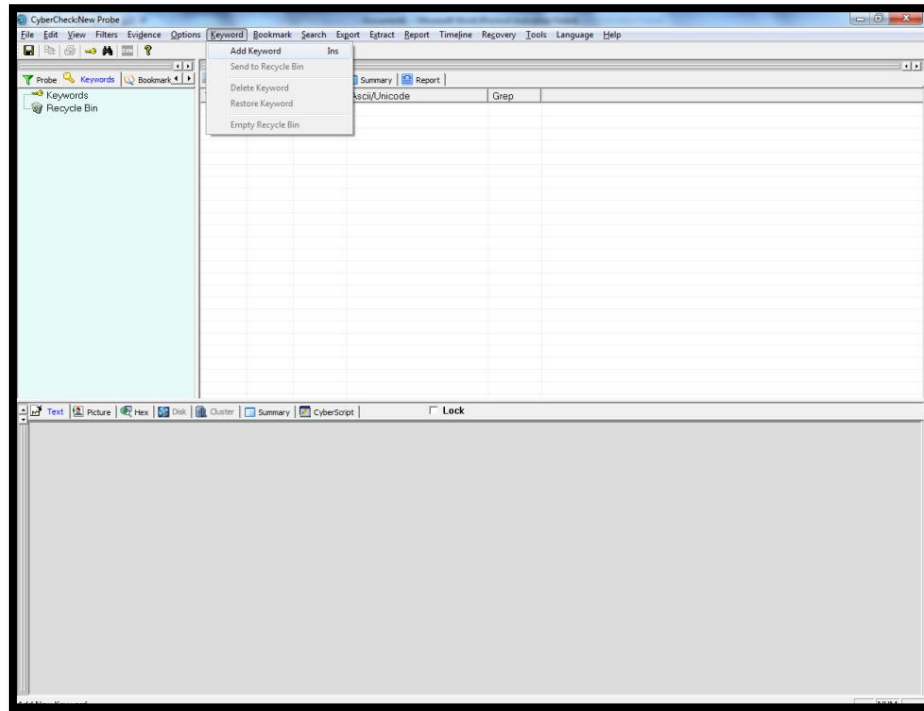 CyberCheck:New Probe
File Edit View Filters Evidence Options Keyword Bookmark Search Export Extract Report Timeline Recovery Tools Language Help
Add Keyword Ins
Send to Recycle Bin
Delete Keyword
Restore Keyword
Empty Recycle Bin
Probe Keywords Bookmark Summary Report
Ascii/Unicode Grep
Keywords
Recycle Bin
Text Picture Hex Disk Cluster Summary CyberScript Lock